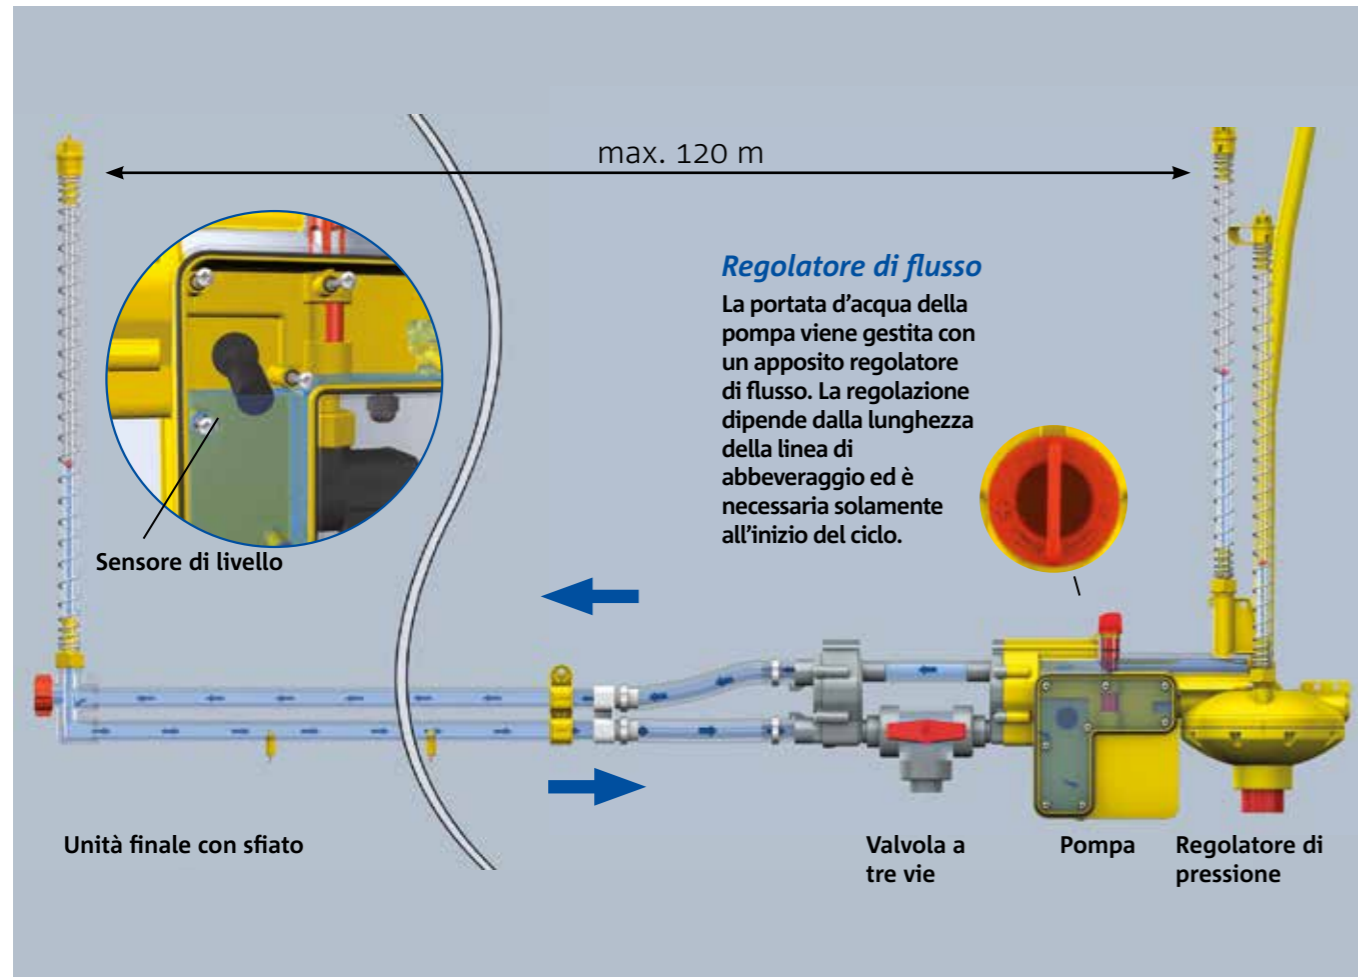 max. 120 m
Regolatore di flusso
La portata d'acqua della
pompa viene gestita con
un apposito regolatore
di flusso. La regolazione
dipende dalla lunghezza
della linea di
abbeveraggio ed è
necessaria solamente
all'inizio del ciclo.
Sensore di livello
Unità finale con sfiato
Valvola a
tre vie
Pompa
Regolatore di
pressione